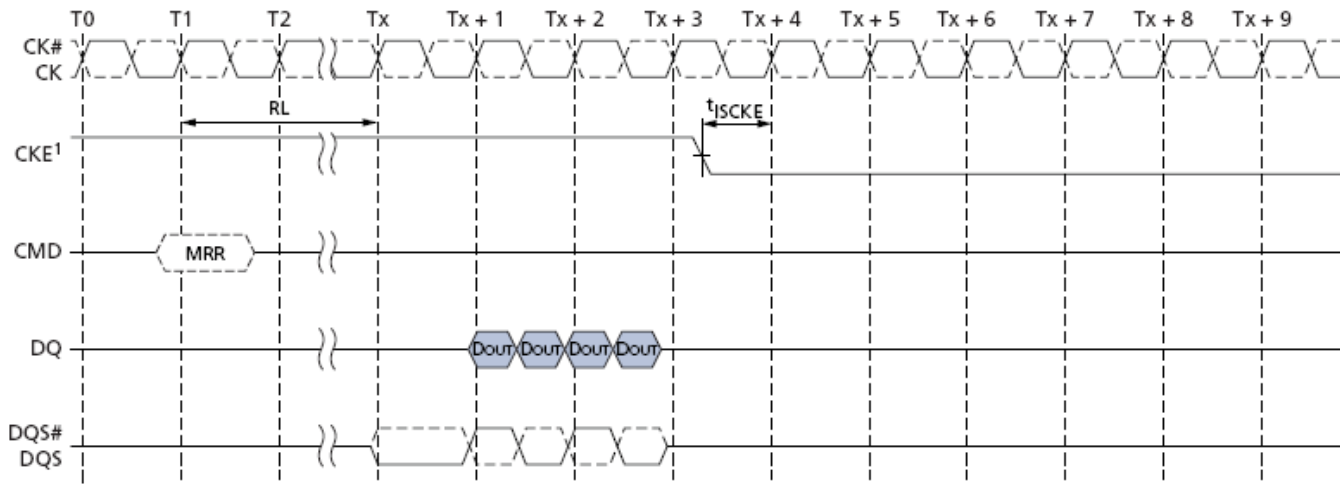 T0 T1 T2 Tx Tx + 1 Tx + 2 Tx + 3 Tx + 4 Tx + 5 Tx + 6 Tx + 7 Tx + 8 Tx + 9
CK#
CK
RL
tISCKE
CKE1
CMD
MRR
DQ
DOUT DOUT DOUT DOUT
DQS#
DQS